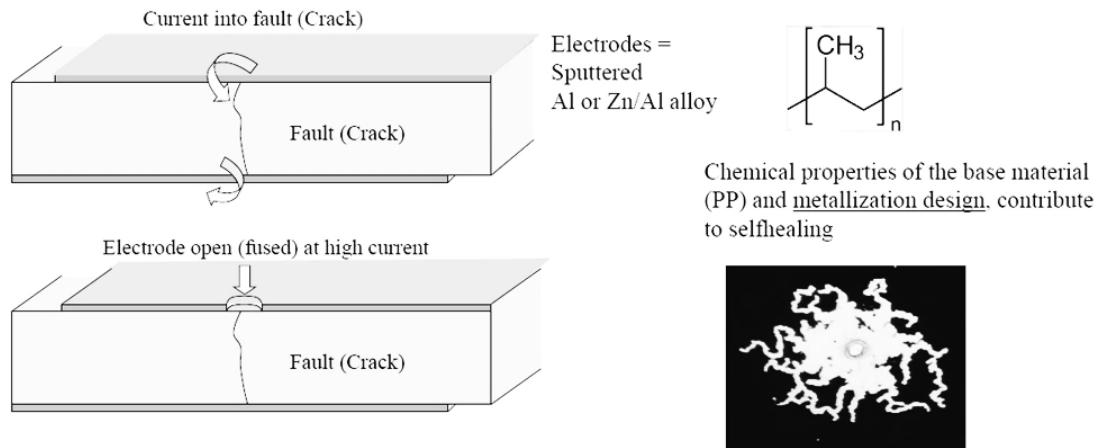 Current into fault (Crack)
Fault (Crack)
Electrode open (fused) at high current
Fault (Crack)
Electrodes =
Sputtered
Al or Zn/Al alloy
CH3
n
Chemical properties of the base material
(PP) and metallization design, contribute
to selfhealing